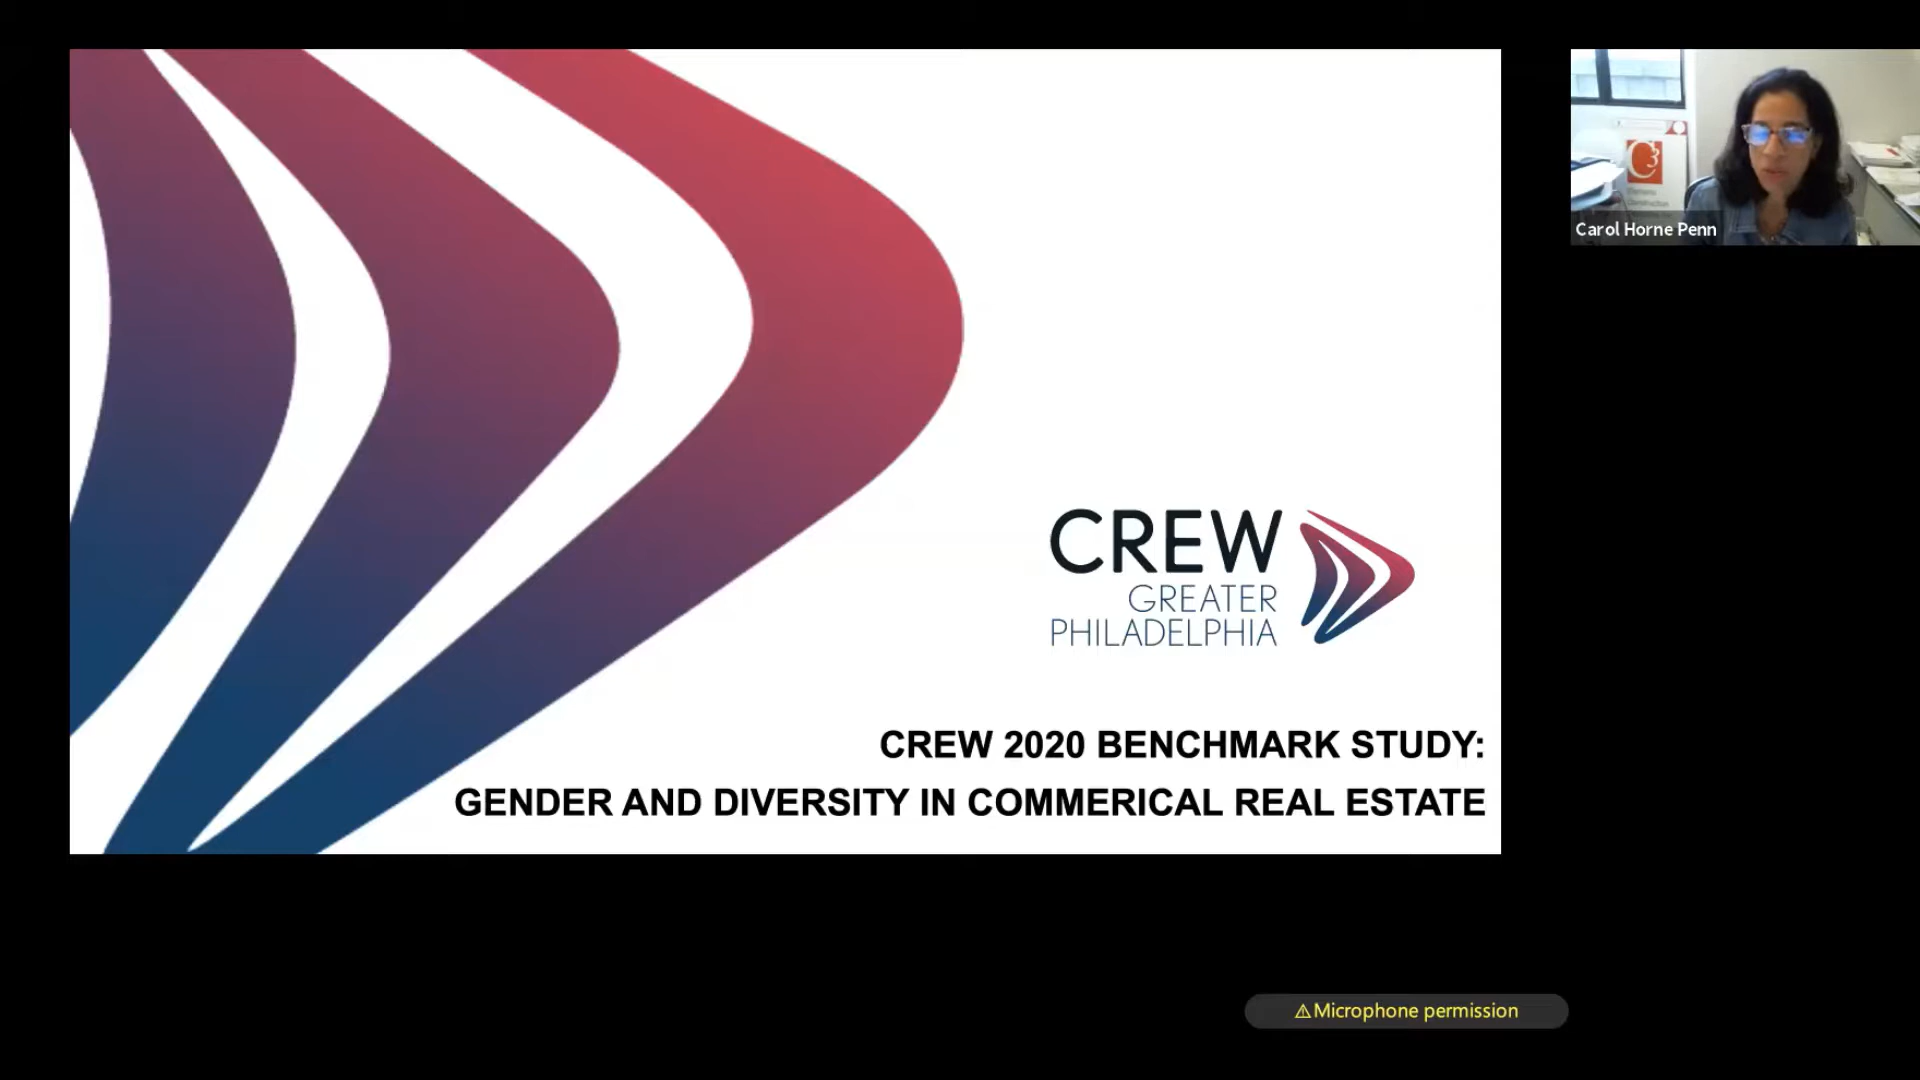 CREW
GREATER
PHILADELPHIA
CREW 2020 BENCHMARK STUDY:
GENDER AND DIVERSITY IN COMMERICAL REAL ESTATE
C3
Carol Horne Penn
⚠Microphone permission